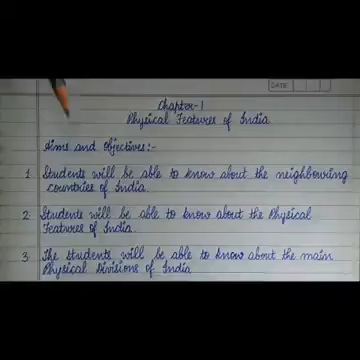 DATE
Chapter-1
Physical Features of India
Aims and Objectives:-
1 Students will be able to know about the neighbouring
countries of India.
2. Students will be able to know about the Physical
Features of India.
3 The students will be able to know about the main
Physical Divisions of India